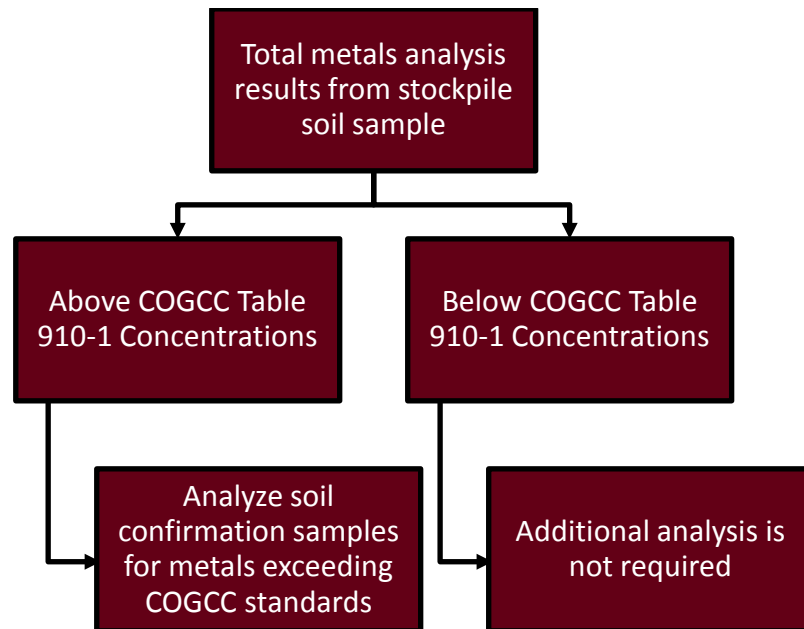 Total metals analysis
results from stockpile
soil sample
Above COGCC Table
910-1 Concentrations
Below COGCC Table
910-1 Concentrations
Analyze soil
confirmation samples
for metals exceeding
COGCC standards
Additional analysis is
not required